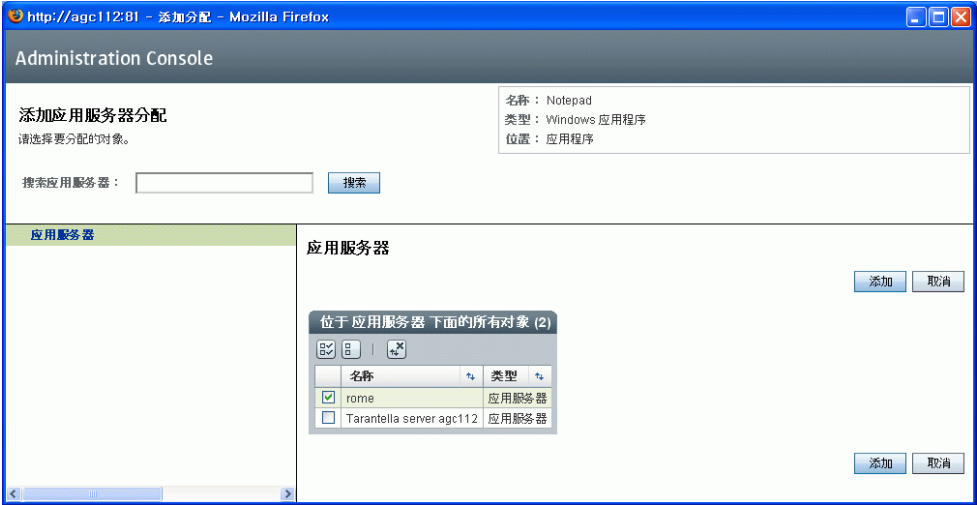 http://agc112:81 - 添加分配 - Mozilla Firefox
Administration Console
添加应用服务器分配
请选择要分配的对象。
名称： Notepad
类型： Windows 应用程序
位置： 应用程序
搜索应用服务器：
搜索
应用服务器
应用服务器
添加 取消
位于 应用服务器 下面的所有对象 (2)
名称 类型
rome 应用服务器
Tarantella server agc112 应用服务器
添加 取消